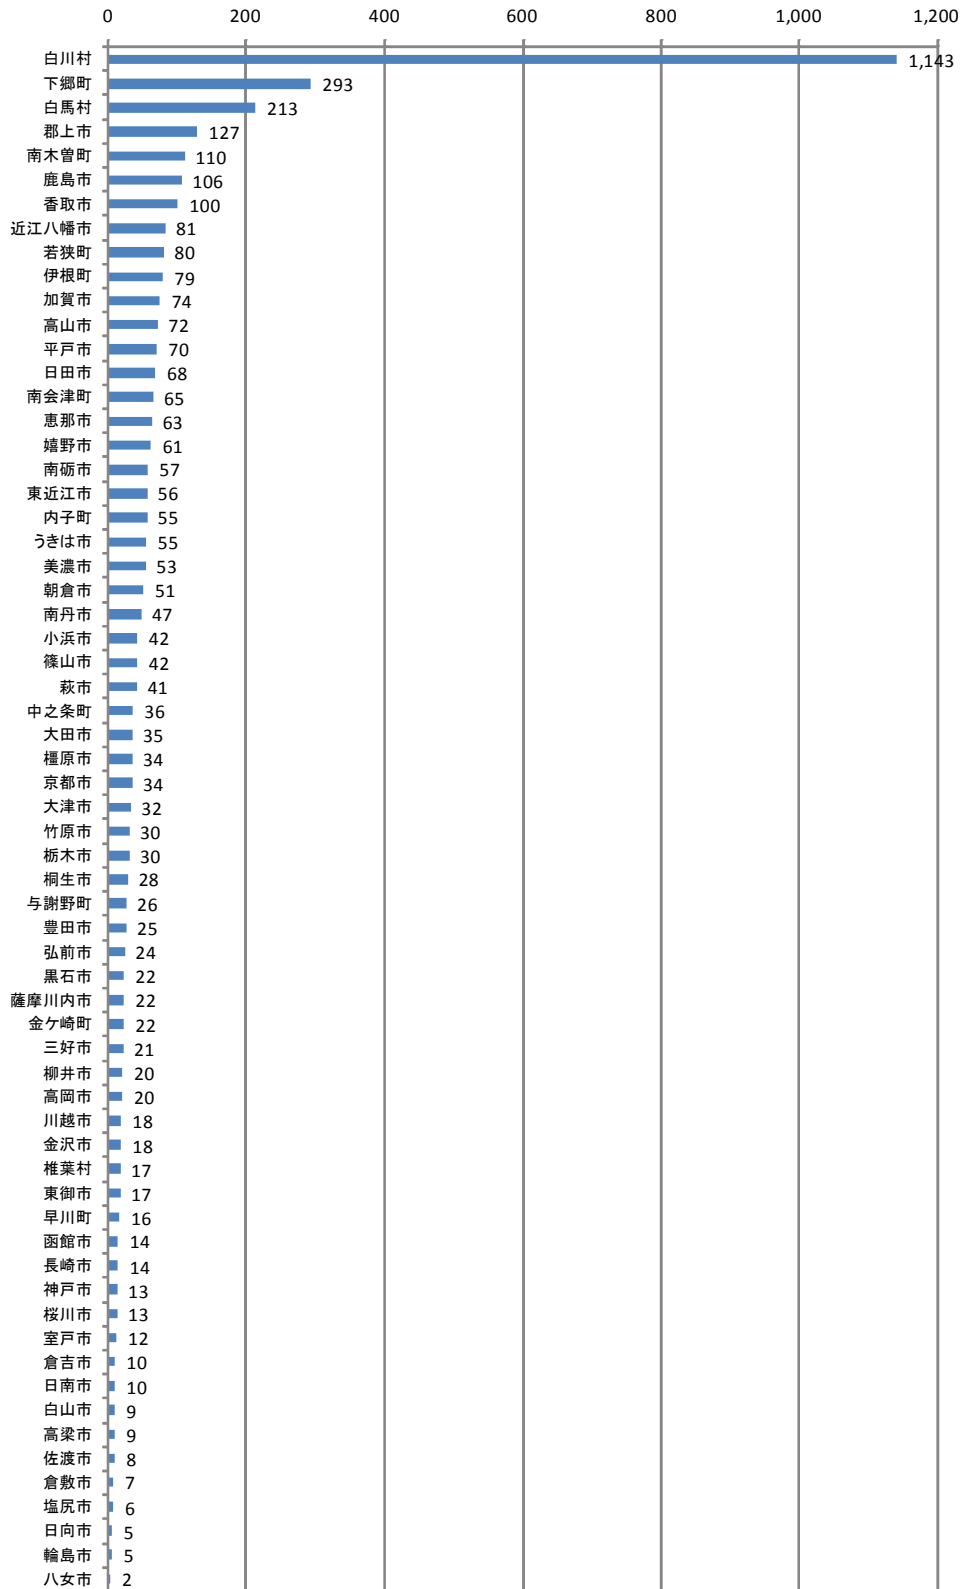 0 200 400 600 800 1,000 1,200
白川村 1,143
下郷町 293
白馬村 213
郡上市 127
南木曽町 110
鹿島市 106
香取市 100
近江八幡市 81
若狭町 80
伊根町 79
加賀市 74
高山市 72
平戸市 70
日田市 68
南会津町 65
恵那市 63
嬉野市 61
南砺市 57
東近江市 56
内子町 55
うきは市 55
美濃市 53
朝倉市 51
南丹市 47
小浜市 42
篠山市 42
萩市 41
中之条町 36
大田市 35
橿原市 34
京都市 34
大津市 32
竹原市 30
栃木市 30
桐生市 28
与謝野町 26
豊田市 25
弘前市 24
黒石市 22
薩摩川内市 22
金ケ崎町 22
三好市 21
柳井市 20
高岡市 20
川越市 18
金沢市 18
椎葉村 17
東御市 17
早川町 16
函館市 14
長崎市 14
神戸市 13
桜川市 13
室戸市 12
倉吉市 10
日南市 10
白山市 9
高梁市 9
佐渡市 8
倉敷市 7
塩尻市 6
日向市 5
輪島市 5
八女市 2